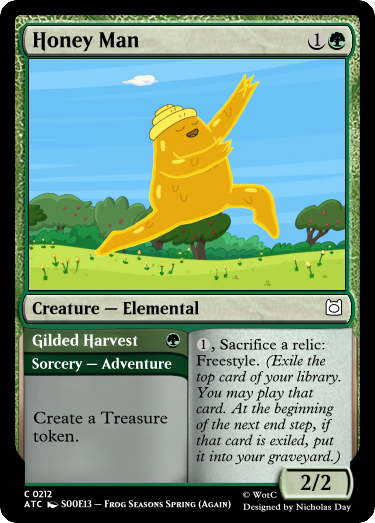 Honey Man 1
Creature — Elemental
Gilded Harvest
Sorcery — Adventure
Create a Treasure
token.
1, Sacrifice a relic:
Freestyle. (Exile the
top card of your library.
You may play that
card. At the beginning
of the next end step, if
that card is exiled, put
it into your graveyard.)
2/2
C 0212
ATC S00E13 – Frog Seasons Spring (Again)
© WotC
Designed by Nicholas Day